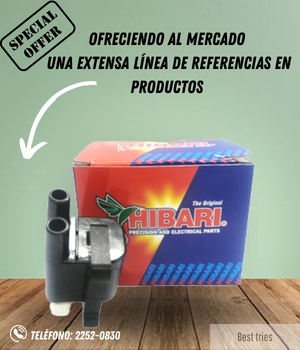 SPECIAL
OFFER
OFRECIENDO AL MERCADO
UNA EXTENSA LÍNEA DE REFERENCIAS EN
PRODUCTOS
The Original
HIBARI®
PRECISION AND ELECTRICAL PARTS
TELÉFONO: 2252-0830
Best tries